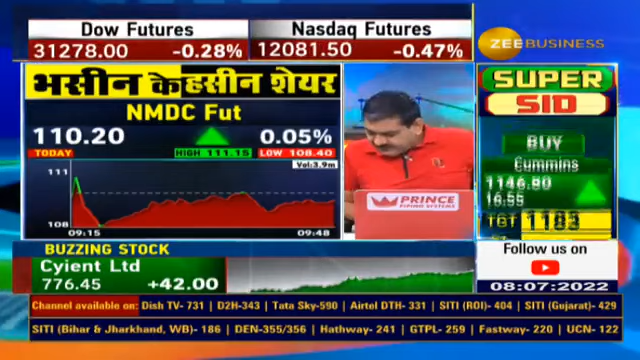 Dow Futures
31278.00 -0.28%
Nasdaq Futures
12081.50 -0.47%
ZEE BUSINESS
भसीन के हसीन शेयर
NMDC Fut
110.20 0.05%
TODAY HIGH 111.15 LOW 108.40
Vol:3.9m
111
108
09:15 09:48
PRINCE
PIPING SYSTEMS
SUPER
SID
BUY
Cummins
1146.80
16.55
TGT 1183
BUZZING STOCK
Cyient Ltd
776.45 +42.00
Follow us on
08:07:2022
Channel available on: Dish TV- 731 | D2H-343 | Tata Sky-590 | Airtel DTH- 331 | SITI (ROI)- 404 | SITI (Gujarat)- 429
SITI (Bihar & Jharkhand, WB)- 186 | DEN-355/356 | Hathway- 241 | GTPL- 259 | Fastway- 220 | UCN- 122